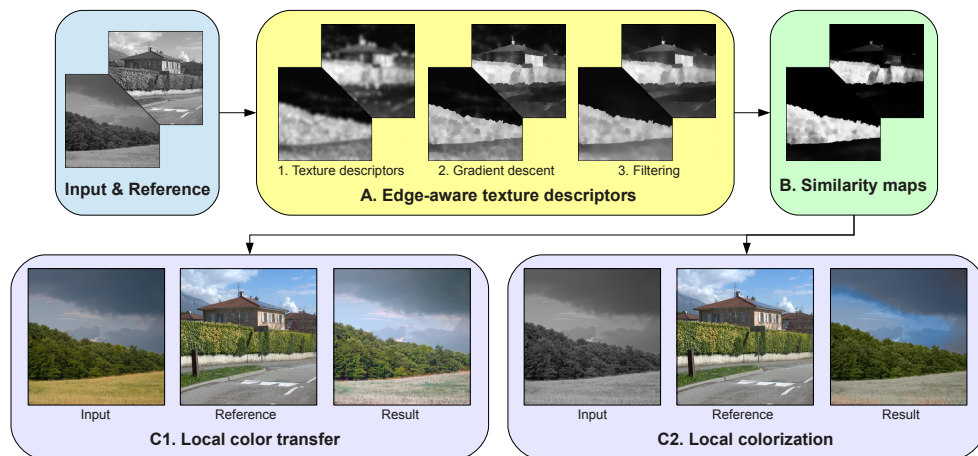 Input & Reference
1. Texture descriptors
2. Gradient descent
3. Filtering
A. Edge-aware texture descriptors
B. Similarity maps
Input
Reference
Result
C1. Local color transfer
Input
Reference
Result
C2. Local colorization